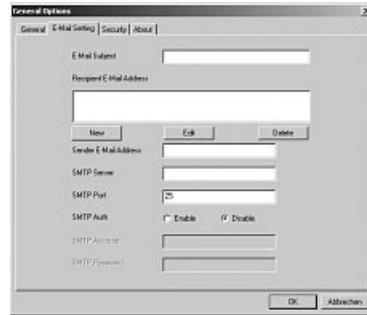 General Options
General E-Mail Setting Security About
E-Mail Subject
Recipient E-Mail Address
New Edit Delete
Sender E-Mail Address
SMTP Server
SMTP Port 25
SMTP Auth Enable Disable
SMTP Account
SMTP Password
OK Abbrechen